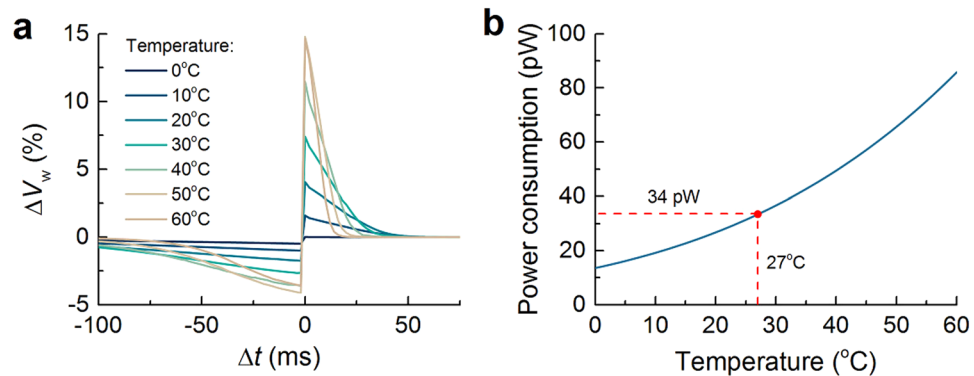 a
15
10
5
0
-5
ΔV_w (%)
Temperature:
0°C
10°C
20°C
30°C
40°C
50°C
60°C
-100
-50
0
50
Δt (ms)
b
100
80
60
40
20
0
Power consumption (pW)
34 pW
27°C
0
10
20
30
40
50
60
Temperature (°C)